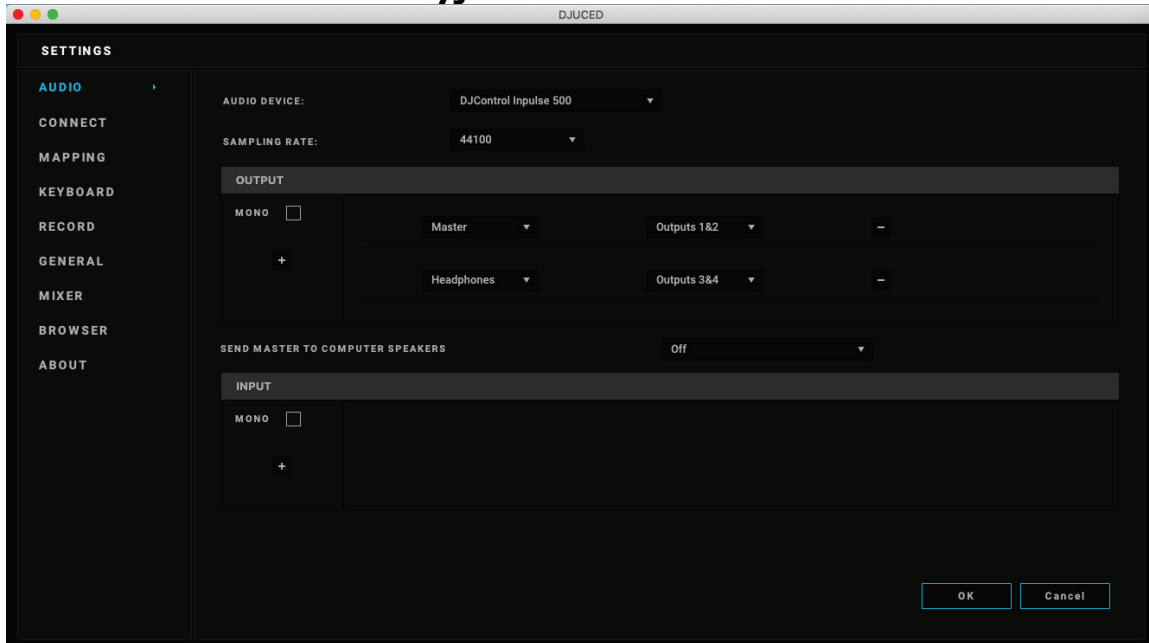 DJUCED
SETTINGS
AUDIO
CONNECT
MAPPING
KEYBOARD
RECORD
GENERAL
MIXER
BROWSER
ABOUT
AUDIO DEVICE: DJControl Inpulse 500
SAMPLING RATE: 44100
OUTPUT
MONO
Master Outputs 1&2 −
+
Headphones Outputs 3&4 −
SEND MASTER TO COMPUTER SPEAKERS Off
INPUT
MONO
+
OK Cancel